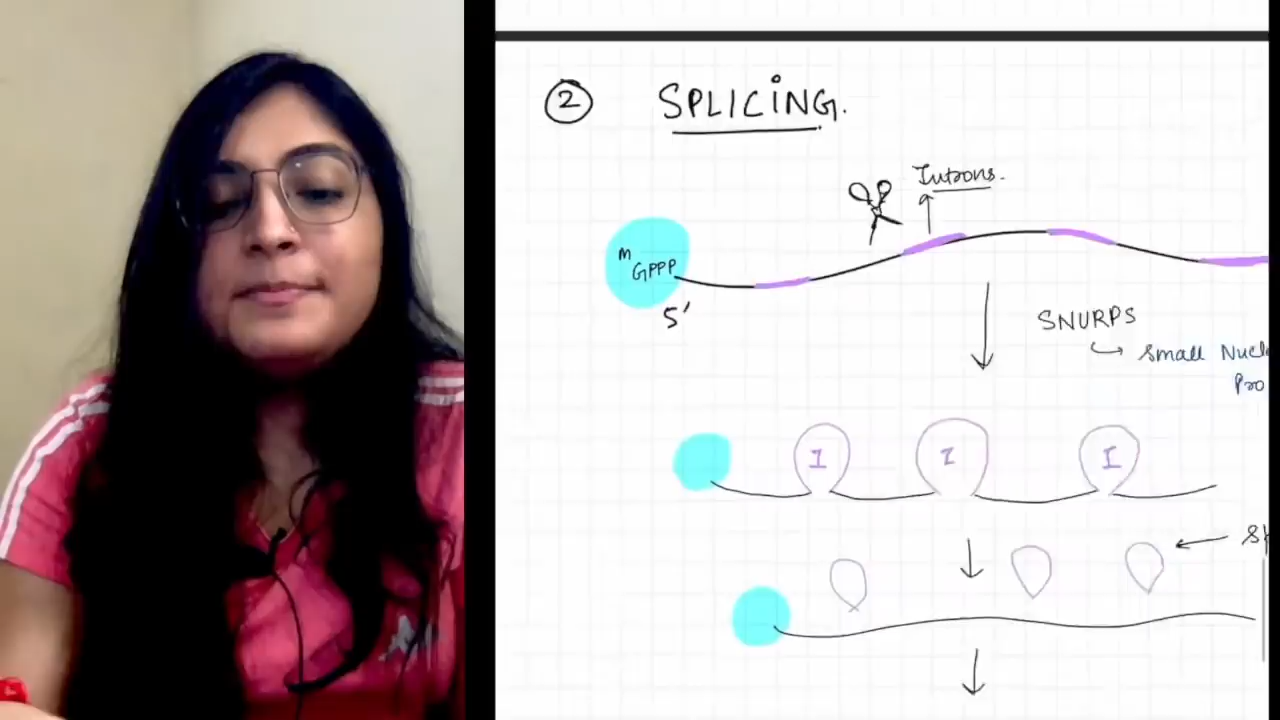 2 SPLICING.
Introns.
mGPPP
5'
SNURPS
Small Nucl
Pro
I I I